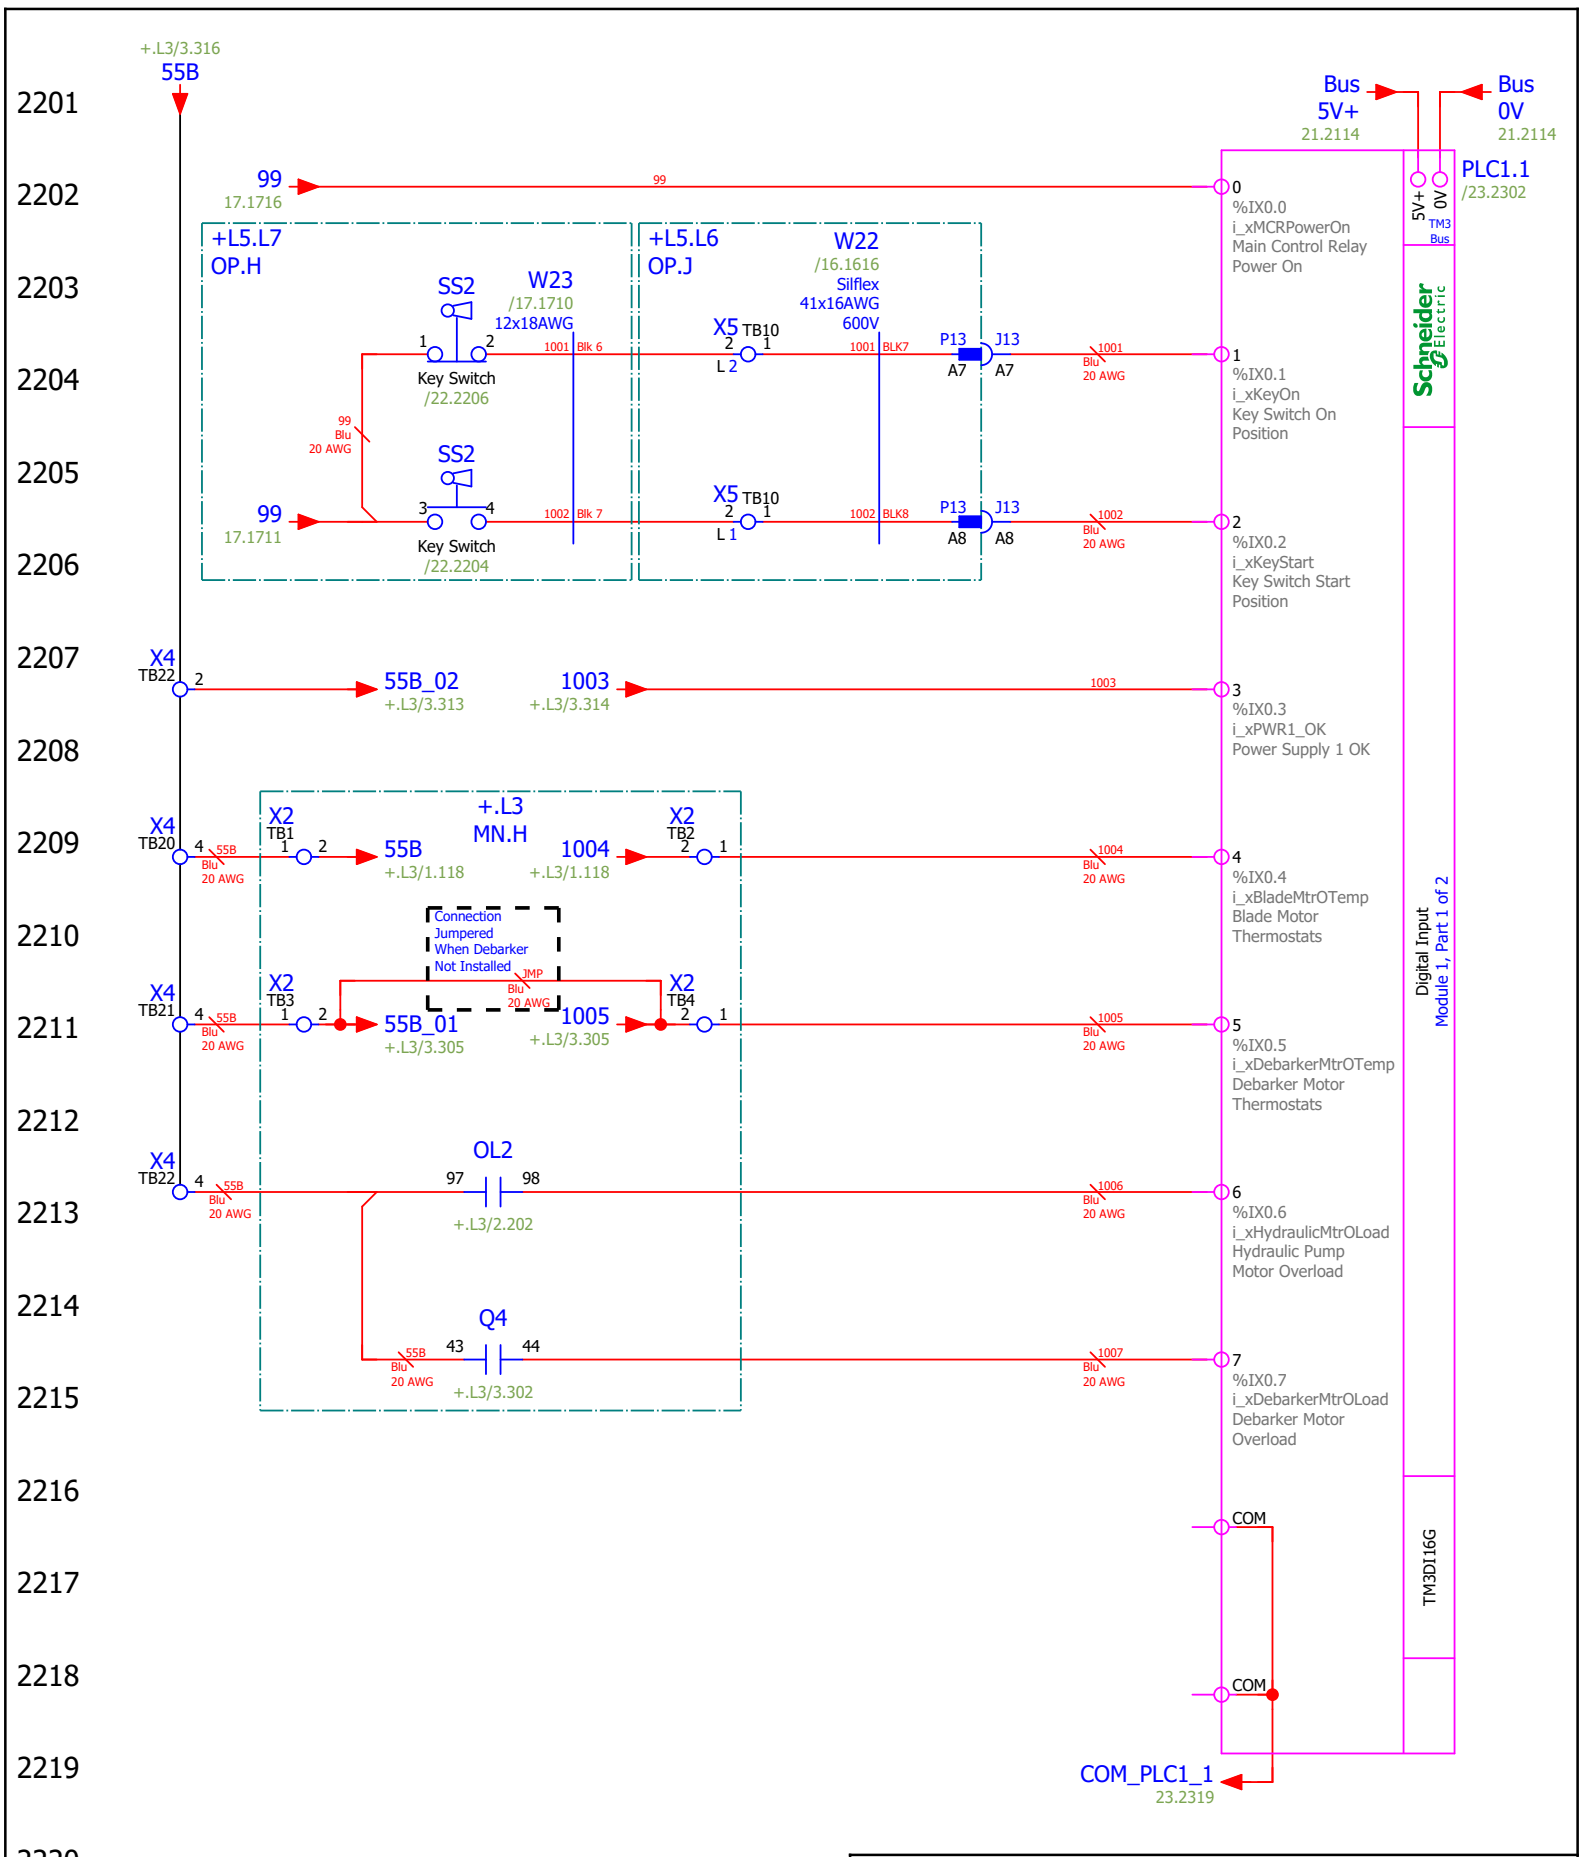 +.L3/3.316
55B
2201
Bus
5V+
21.2114
Bus
0V
21.2114
2202
99
17.1716
99
0
%IX0.0
i_xMCRPowerOn
Main Control Relay
Power On
5V+
0V
TM3
Bus
PLC1.1
/23.2302
+L5.L7
OP.H
+L5.L6
OP.J
2203
SS2
W23
/17.1710
12x18AWG
W22
/16.1616
Silflex
41x16AWG
600V
Schneider
Electric
1
2
1001
Blk 6
X5
TB10
2
1
L 2
1001
BLK7
P13
J13
A7
A7
1001
Blu
20 AWG
1
%IX0.1
i_xKeyOn
Key Switch On
Position
2204
Key Switch
/22.2206
99
Blu
20 AWG
2205
SS2
99
17.1711
3
4
1002
Blk 7
X5
TB10
2
1
L 1
1002
BLK8
P13
J13
A8
A8
1002
Blu
20 AWG
2
%IX0.2
i_xKeyStart
Key Switch Start
Position
2206
Key Switch
/22.2204
2207
X4
TB22
2
55B_02
+.L3/3.313
1003
+.L3/3.314
1003
3
%IX0.3
i_xPWR1_OK
Power Supply 1 OK
2208
+.L3
MN.H
2209
X4
TB20
4
55B
Blu
20 AWG
X2
TB1
1
2
55B
+.L3/1.118
1004
+.L3/1.118
X2
TB2
2
1
1004
Blu
20 AWG
4
%IX0.4
i_xBladeMtrOTemp
Blade Motor
Thermostats
Digital Input
Module 1, Part 1 of 2
2210
Connection
Jumpered
When Debarker
Not Installed
JMP
Blu
20 AWG
2211
X4
TB21
4
55B
Blu
20 AWG
X2
TB3
1
2
55B_01
+.L3/3.305
1005
+.L3/3.305
X2
TB4
2
1
1005
Blu
20 AWG
5
%IX0.5
i_xDebarkerMtrOTemp
Debarker Motor
Thermostats
2212
X4
TB22
4
55B
Blu
20 AWG
OL2
97
98
+.L3/2.202
1006
Blu
20 AWG
6
%IX0.6
i_xHydraulicMtrOLoad
Hydraulic Pump
Motor Overload
2213
2214
Q4
43
44
55B
Blu
20 AWG
+.L3/3.302
1007
Blu
20 AWG
7
%IX0.7
i_xDebarkerMtrOLoad
Debarker Motor
Overload
2215
2216
COM
TM3DI16G
2217
2218
COM
2219
COM_PLC1_1
23.2319